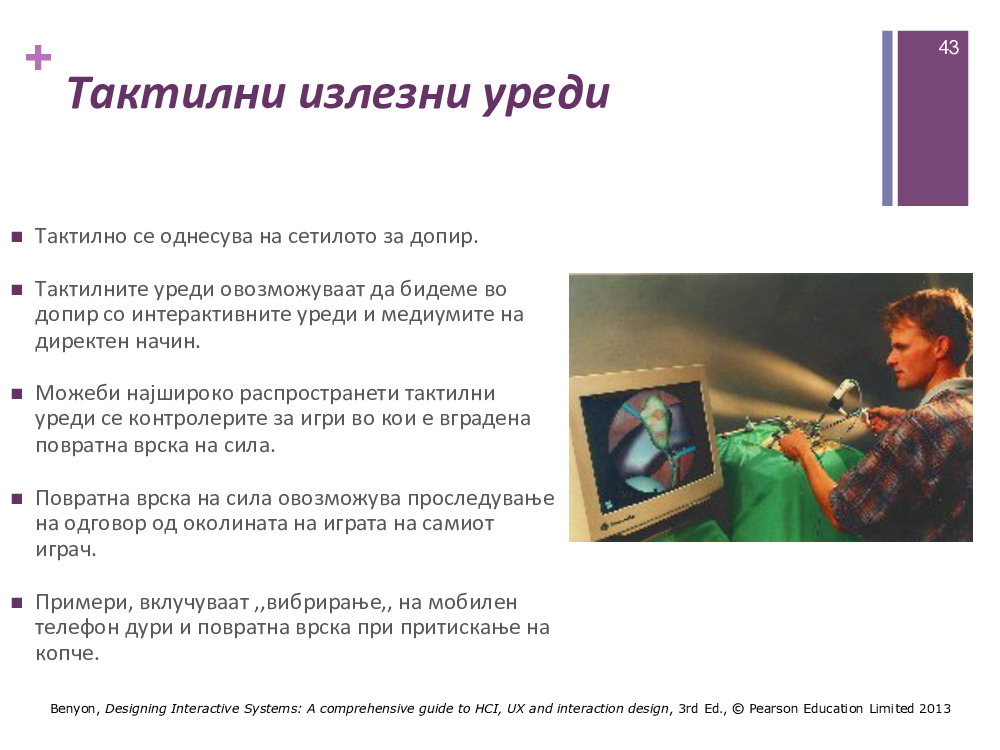 43
+
Тактилни излезни уреди
Тактилно се однесува на сетилото за допир.
Тактилните уреди овозможуваат да бидеме во
допир со интерактивните уреди и медиумите на
директен начин.
Можеби најшироко распространети тактилни
уреди се контролерите за игри во кои е вградена
повратна врска на сила.
Повратна врска на сила овозможува проследување
на одговор од околината на играта на самиот
играч.
Примери, вклучуваат ,,вибрирање,, на мобилен
телефон дури и повратна врска при притискање на
копче.
Benyon, Designing Interactive Systems: A comprehensive guide to HCI, UX and interaction design, 3rd Ed., © Pearson Education Limited 2013